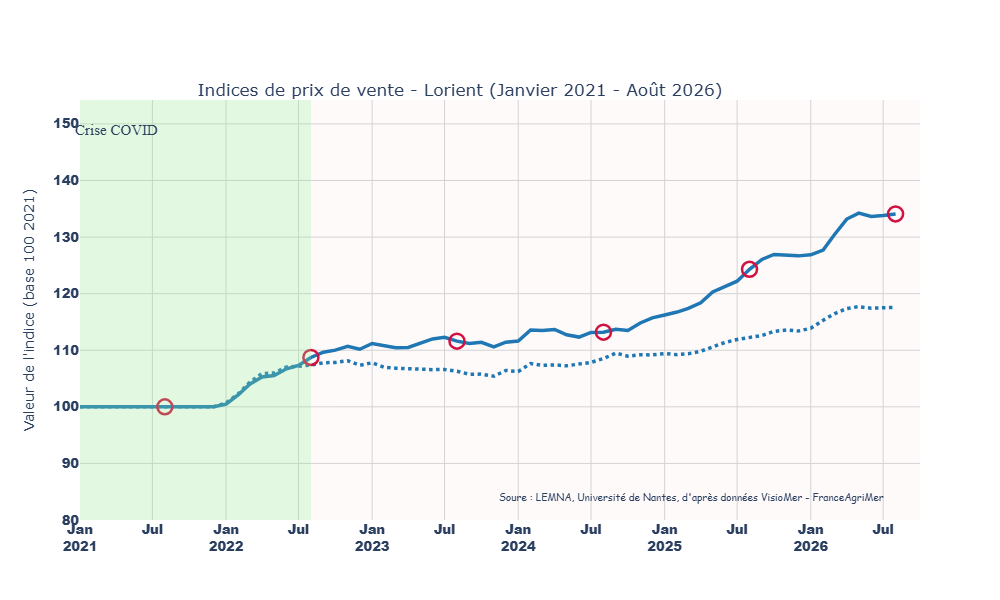 Indices de prix de vente - Lorient (Janvier 2021 - Août 2026)
Valeur de l'indice (base 100 2021)
150
Crise COVID
140
130
120
110
100
90
80
Soure : LEMNA, Université de Nantes, d'après données VisioMer - FranceAgriMer
Jan Jul Jan Jul Jan Jul Jan Jul Jan Jul Jan Jul
2021 2022 2023 2024 2025 2026